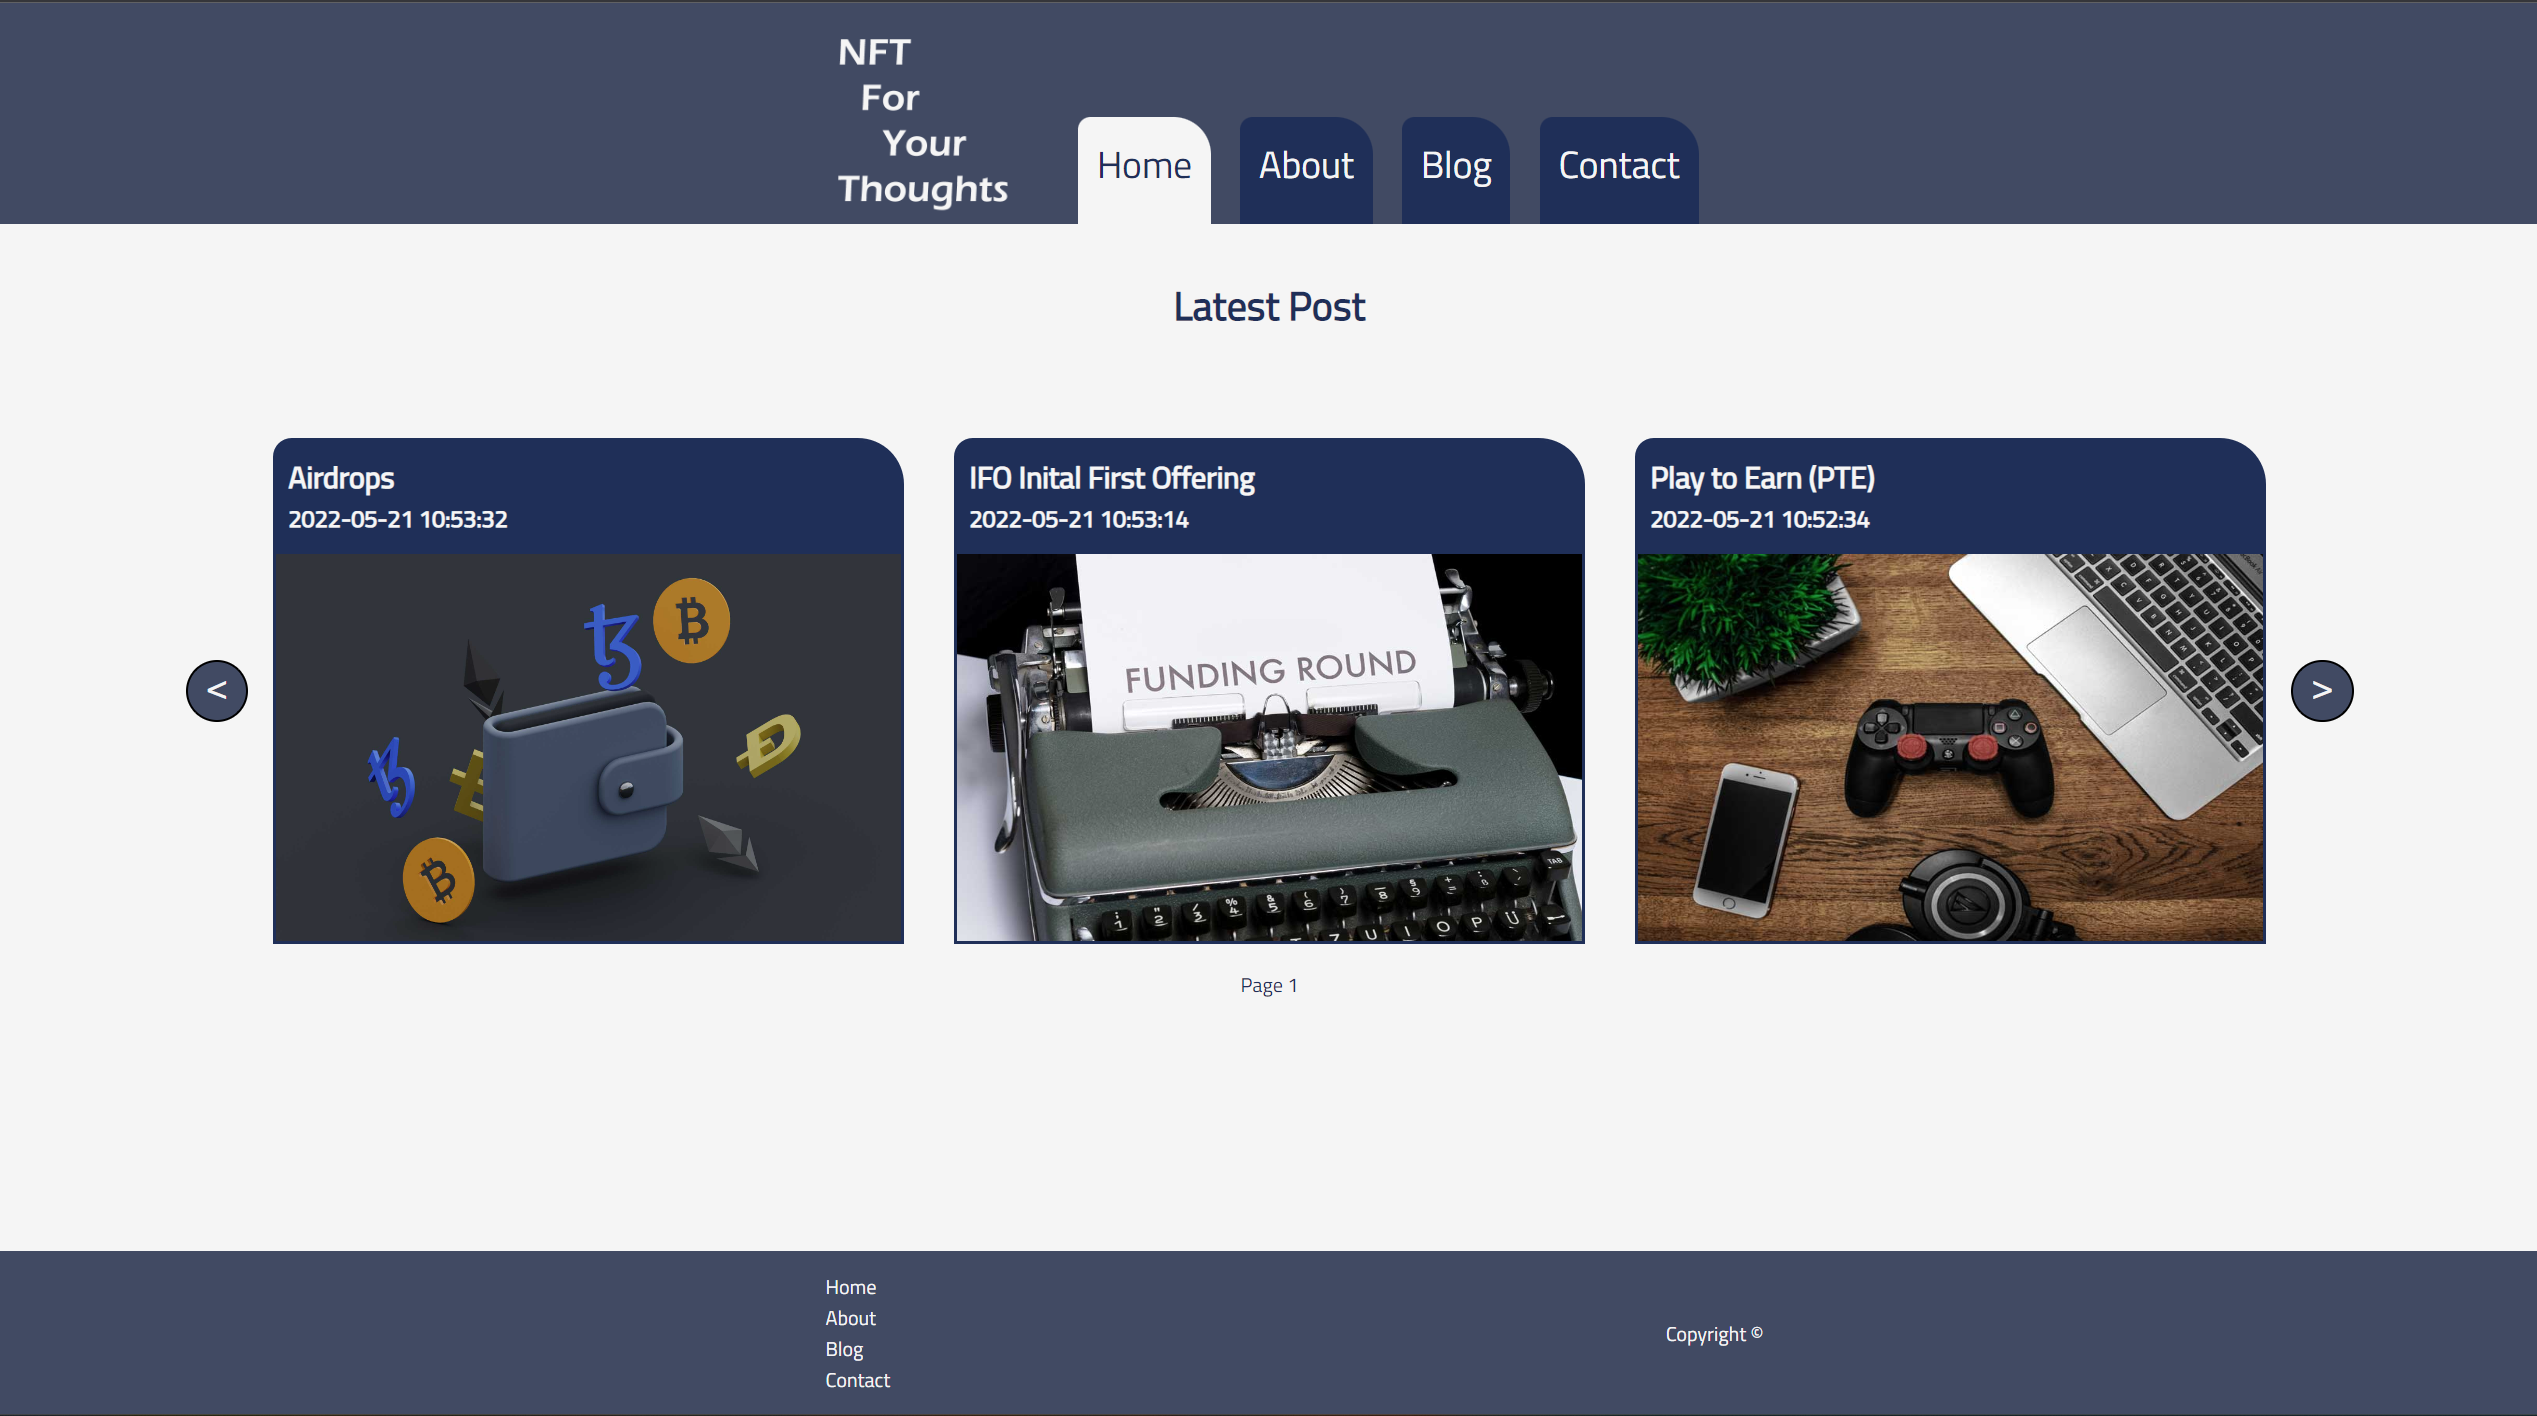 NFT
For
Your
Thoughts
Home
About
Blog
Contact
Latest Post
Airdrops
2022-05-21 10:53:32
IFO Inital First Offering
2022-05-21 10:53:14
Play to Earn (PTE)
2022-05-21 10:52:34
FUNDING ROUND
<
>
Page 1
Home
About
Blog
Contact
Copyright ©